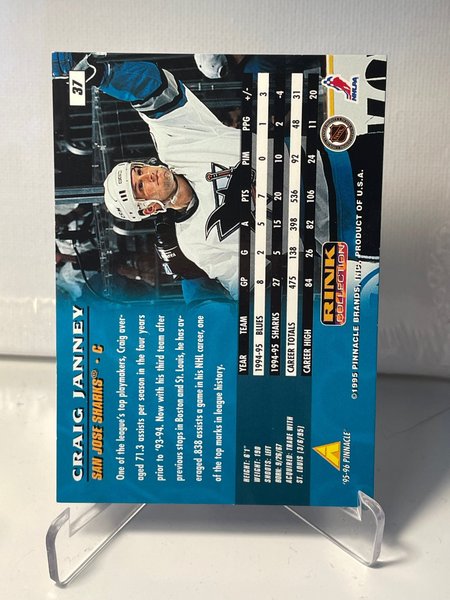 37
CRAIG JANNEY
SAN JOSE SHARKS® • C
One of the league's top playmakers, Craig aver-
aged 71.3 assists per season in the four years
prior to '93-94. Now with his third team after
previous stops in Boston and St. Louis, he has av-
eraged .838 assists a game in his NHL career, one
of the top marks in league history.
HEIGHT: 6'1"
WEIGHT: 190
SHOOTS: LEFT
BORN: 9/26/67
ACQUIRED: TRADE WITH
ST. LOUIS (3/6/95)
YEAR TEAM GP G A PTS PIM PPG +/-
1994-95 BLUES 8 2 5 7 0 1 3
1994-95 SHARKS 27 5 15 20 10 2 -4
CAREER TOTALS 475 138 398 536 92 48 31
CAREER HIGH 84 26 82 106 24 11 20
RINK
COLLECTION
NHLPA
NHL
'95-96 PINNACLE
©1995 PINNACLE BRANDS, INC. PRODUCT OF U.S.A.